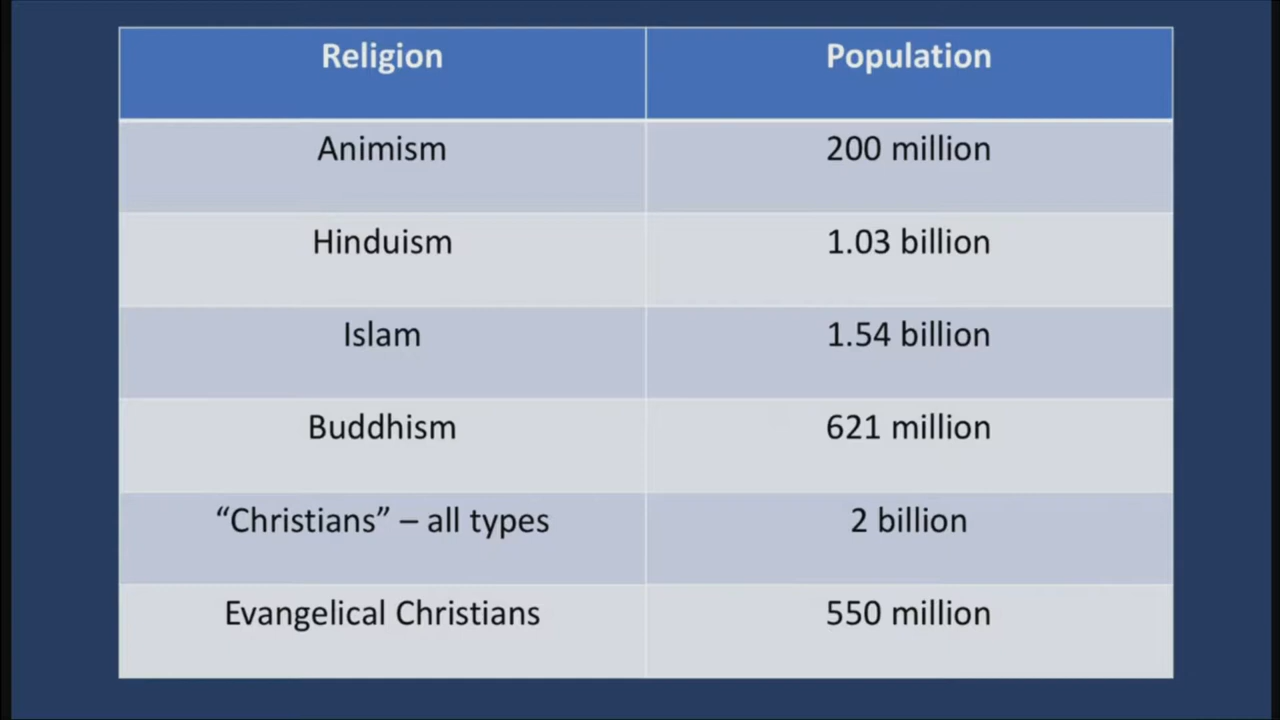 Religion Population
Animism 200 million
Hinduism 1.03 billion
Islam 1.54 billion
Buddhism 621 million
“Christians” – all types 2 billion
Evangelical Christians 550 million